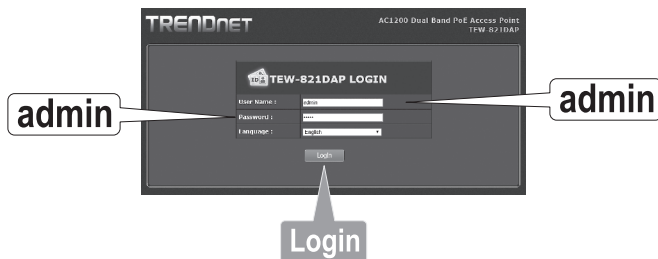 TRENDnet
AC1200 Dual Band PoE Access Point
TEW-821DAP
ID
TEW-821DAP LOGIN
User Name :
admin
Password :
•••••
Language :
English
Login
admin
admin
Login